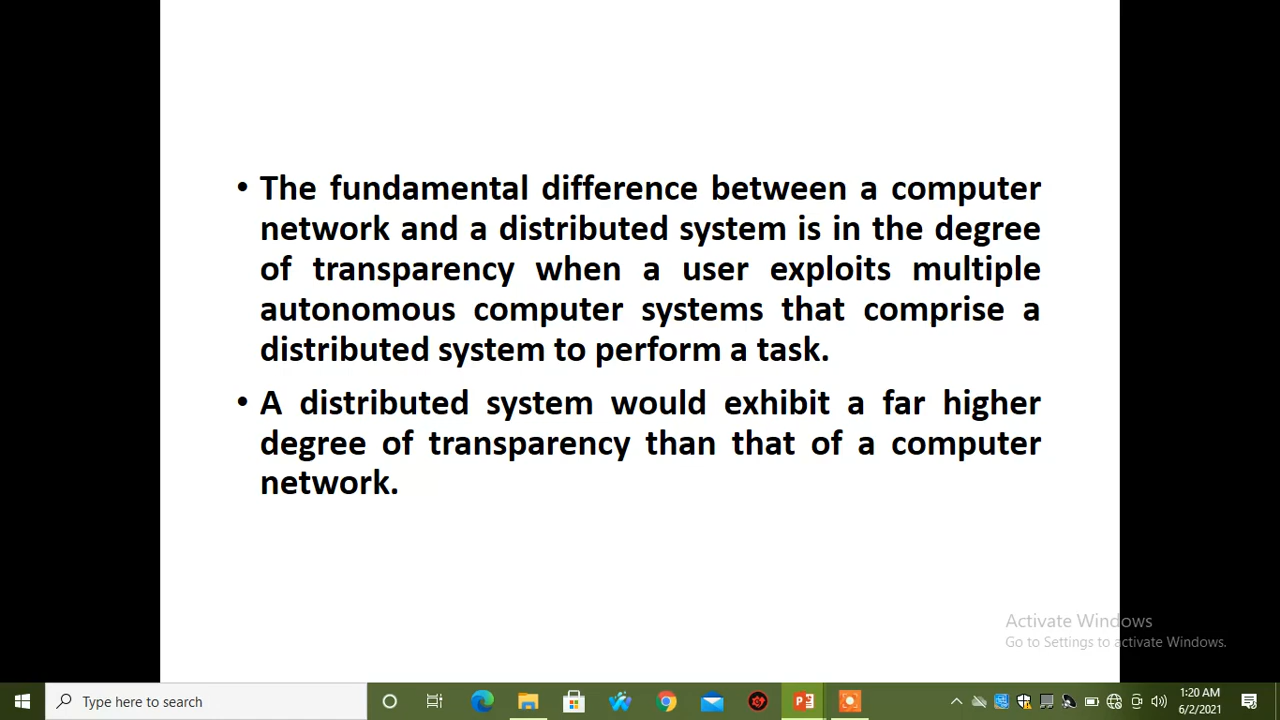 • The fundamental difference between a computer
network and a distributed system is in the degree
of transparency when a user exploits multiple
autonomous computer systems that comprise a
distributed system to perform a task.
• A distributed system would exhibit a far higher
degree of transparency than that of a computer
network.
Activate Windows
Go to Settings to activate Windows.
Type here to search
1:20 AM
6/2/2021